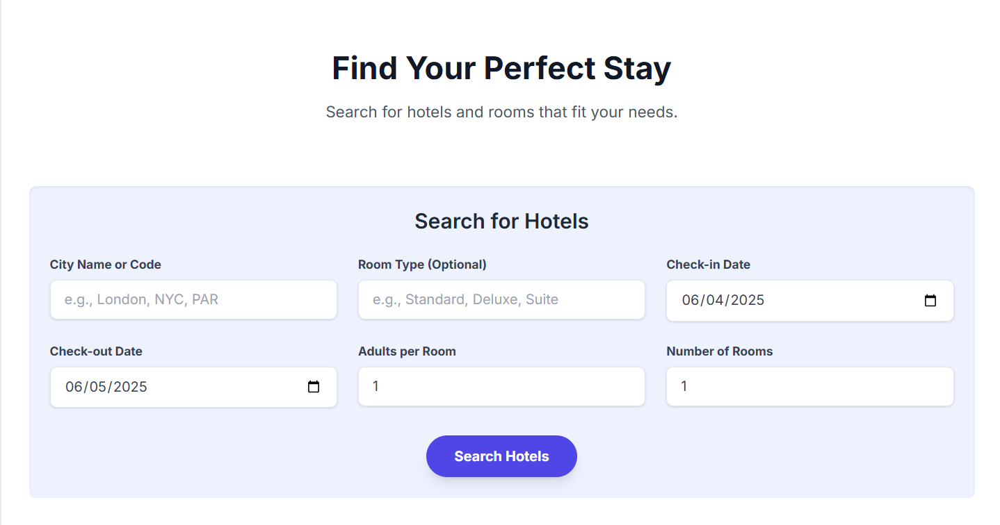 Find Your Perfect Stay
Search for hotels and rooms that fit your needs.
Search for Hotels
City Name or Code
e.g., London, NYC, PAR
Room Type (Optional)
e.g., Standard, Deluxe, Suite
Check-in Date
06/04/2025
Check-out Date
06/05/2025
Adults per Room
1
Number of Rooms
1
Search Hotels